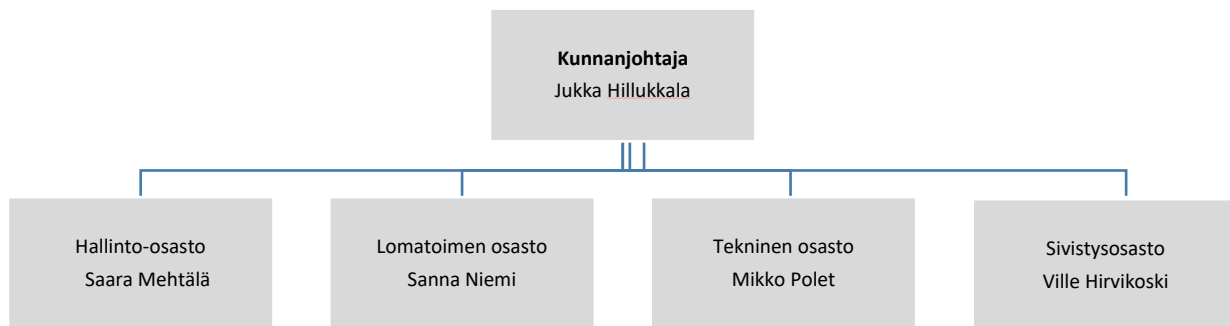 Kunnanjohtaja
Jukka Hillukkala
Hallinto-osasto
Saara Mehtälä
Lomatoimen osasto
Sanna Niemi
Tekninen osasto
Mikko Polet
Sivistysosasto
Ville Hirvikoski